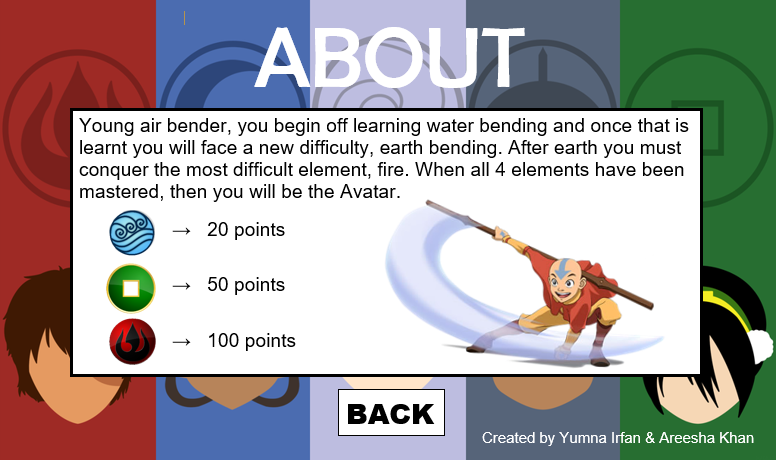 ABOUT
Young air bender, you begin off learning water bending and once that is
learnt you will face a new difficulty, earth bending. After earth you must
conquer the most difficult element, fire. When all 4 elements have been
mastered, then you will be the Avatar.
→ 20 points
→ 50 points
→ 100 points
BACK
Created by Yumna Irfan & Areesha Khan